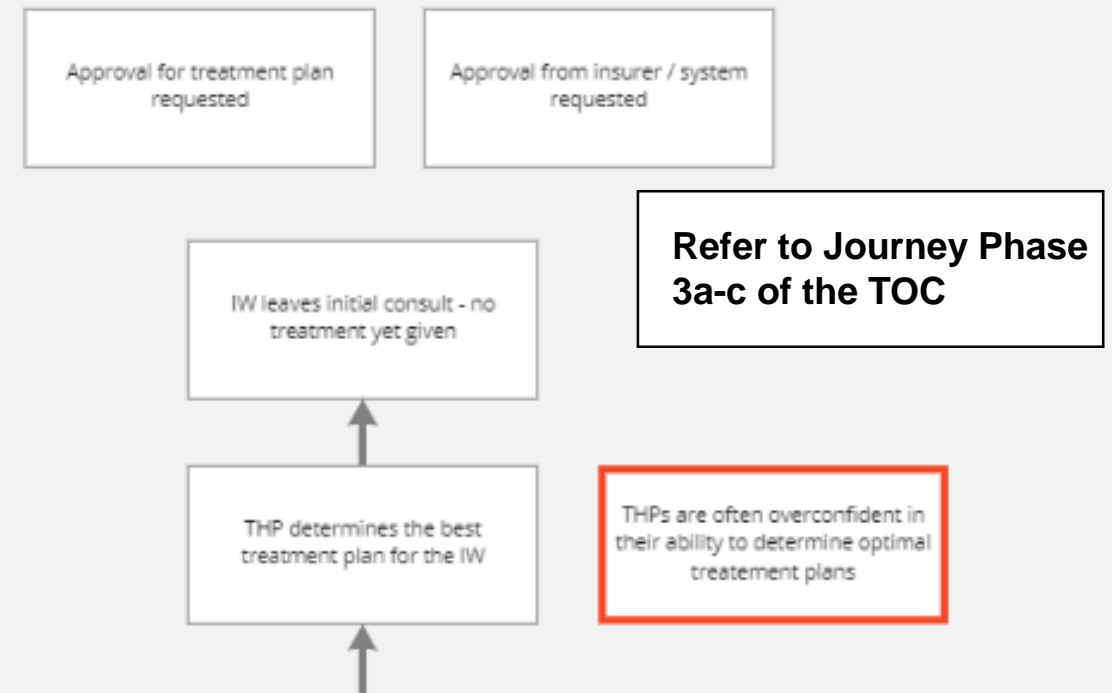 Approval for treatment plan
requested
Approval from insurer / system
requested
Refer to Journey Phase
3a-c of the TOC
IW leaves initial consult - no
treatment yet given
THP determines the best
treatment plan for the IW
THPs are often overconfident in
their ability to determine optimal
treatement plans